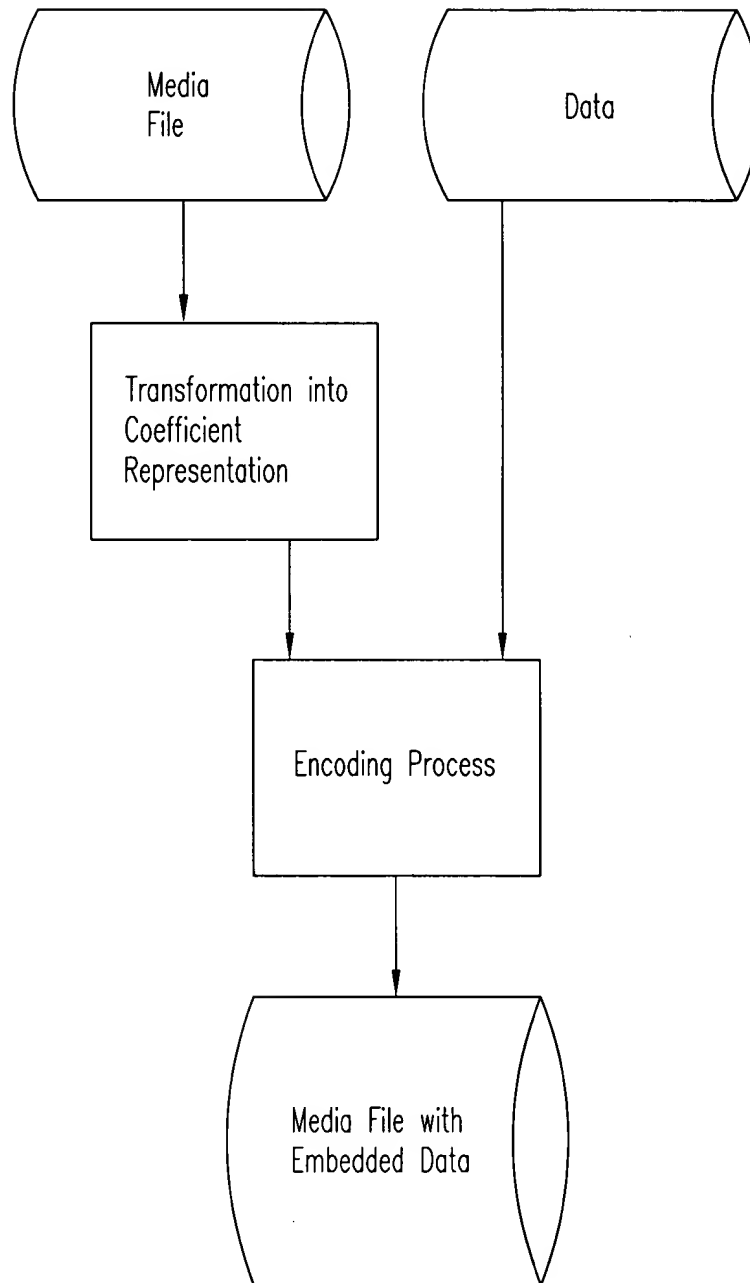 Media
File
Data
Transformation into
Coefficient
Representation
Encoding Process
Media File with
Embedded Data